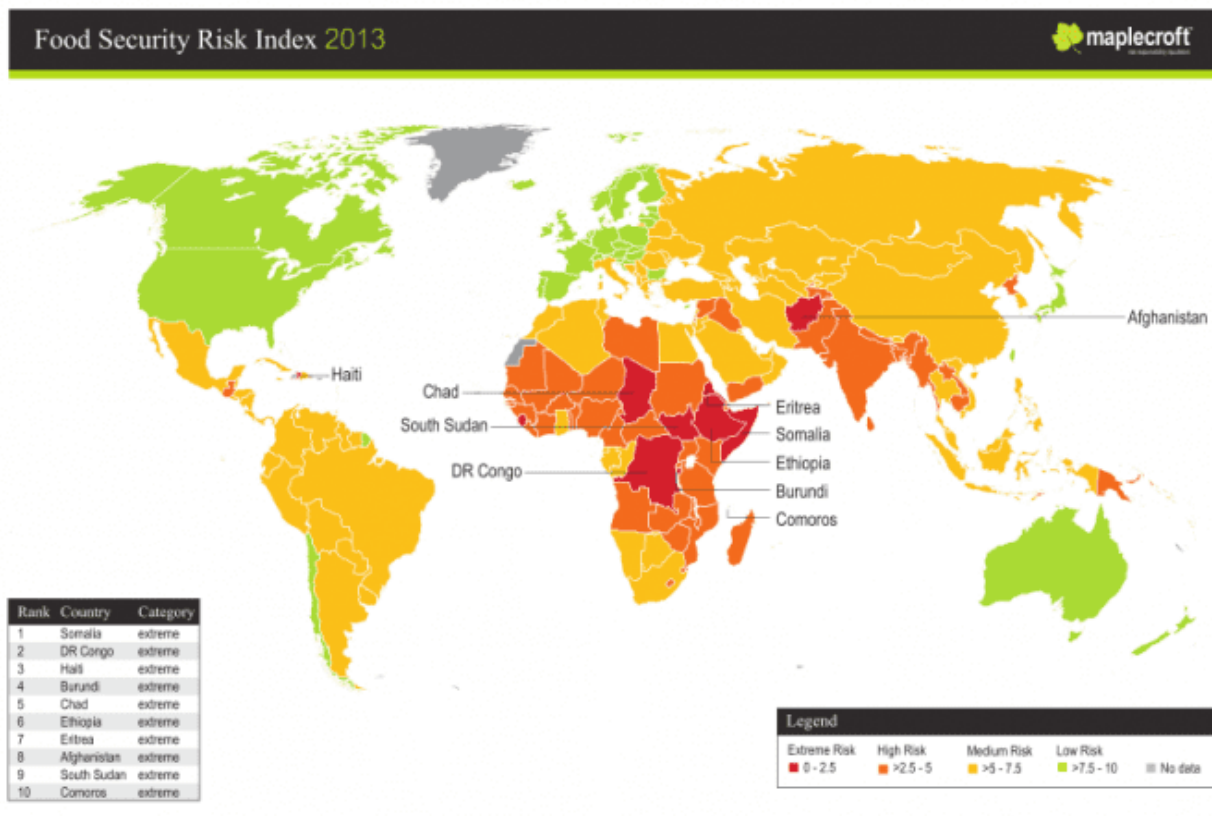 Food Security Risk Index 2013
maplecroft
Afghanistan
Haiti
Chad
Eritrea
South Sudan
Somalia
Ethiopia
DR Congo
Burundi
Comoros
Rank Country Category
1 Somalia extreme
2 DR Congo extreme
3 Haiti extreme
4 Burundi extreme
5 Chad extreme
6 Ethiopia extreme
7 Eritrea extreme
8 Afghanistan extreme
9 South Sudan extreme
10 Comoros extreme
Legend
Extreme Risk High Risk Medium Risk Low Risk
0 - 2.5 >2.5 - 5 >5 - 7.5 >7.5 - 10 No data